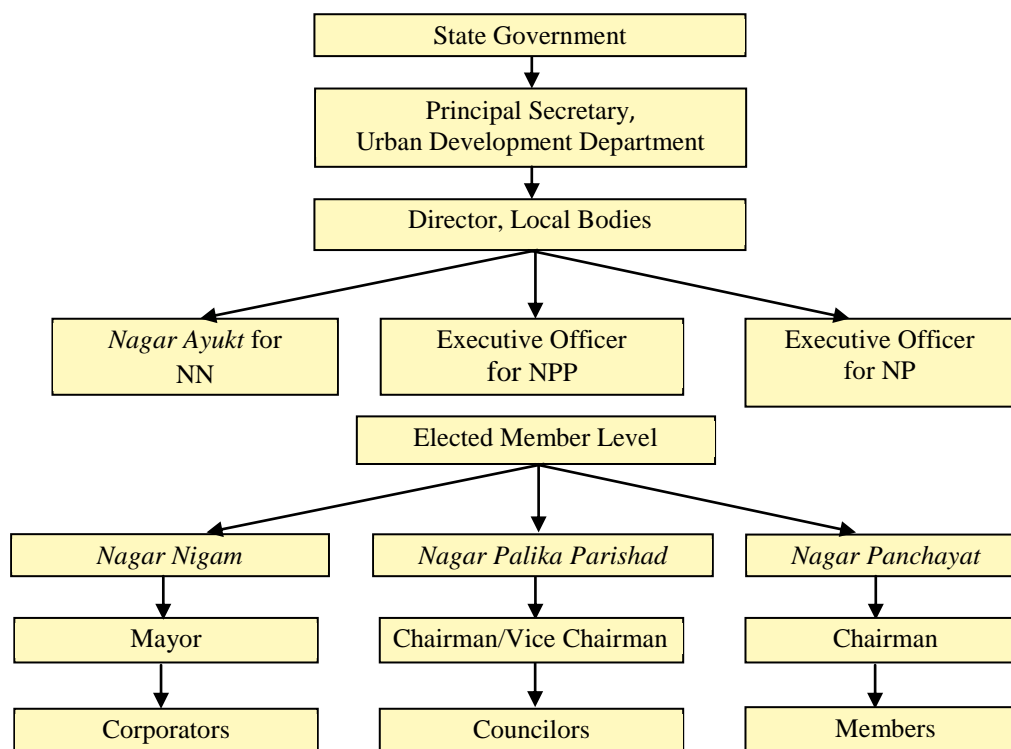 State Government
Principal Secretary,
Urban Development Department
Director, Local Bodies
Nagar Ayukt for
NN
Executive Officer
for NPP
Executive Officer
for NP
Elected Member Level
Nagar Nigam
Nagar Palika Parishad
Nagar Panchayat
Mayor
Chairman/Vice Chairman
Chairman
Corporators
Councilors
Members